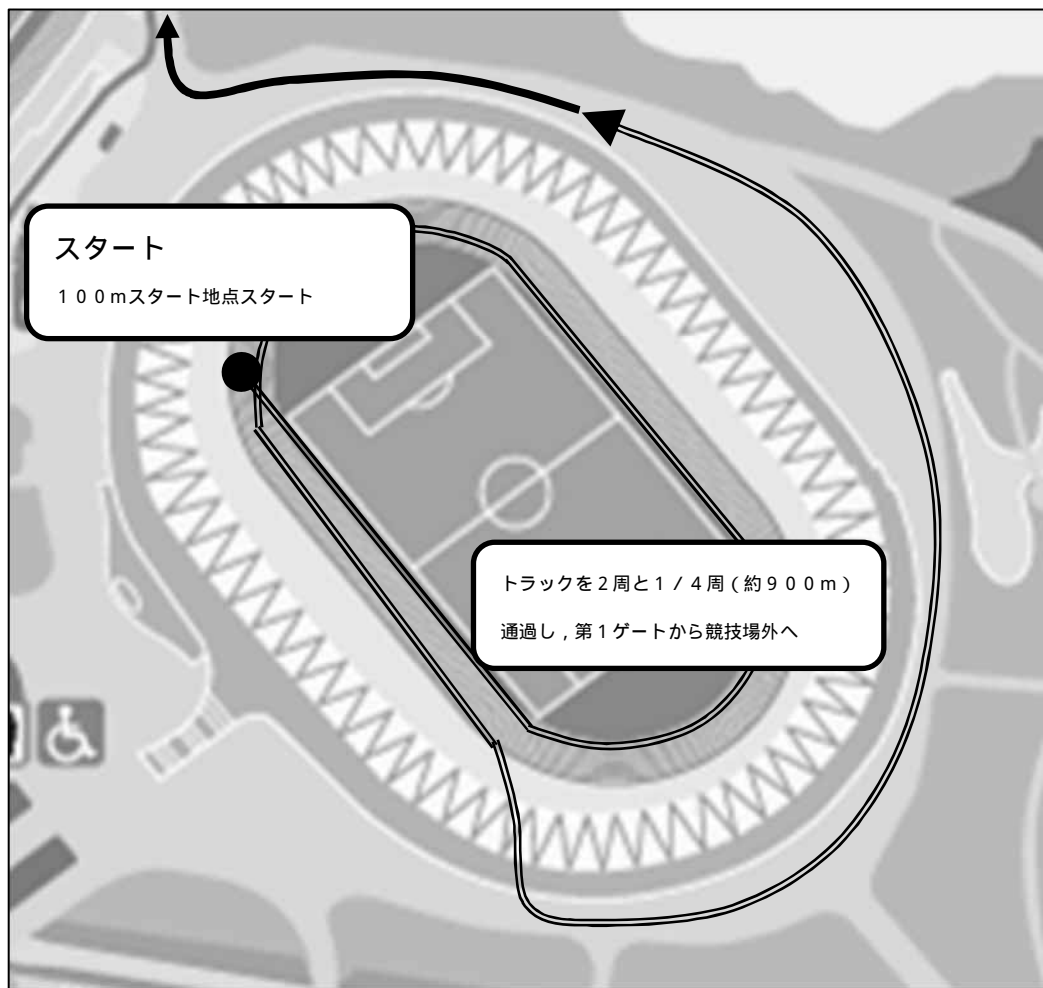 スタート
１００ｍスタート地点スタート
トラックを２周と１／４周（約９００ｍ）
通過し，第１ゲートから競技場外へ